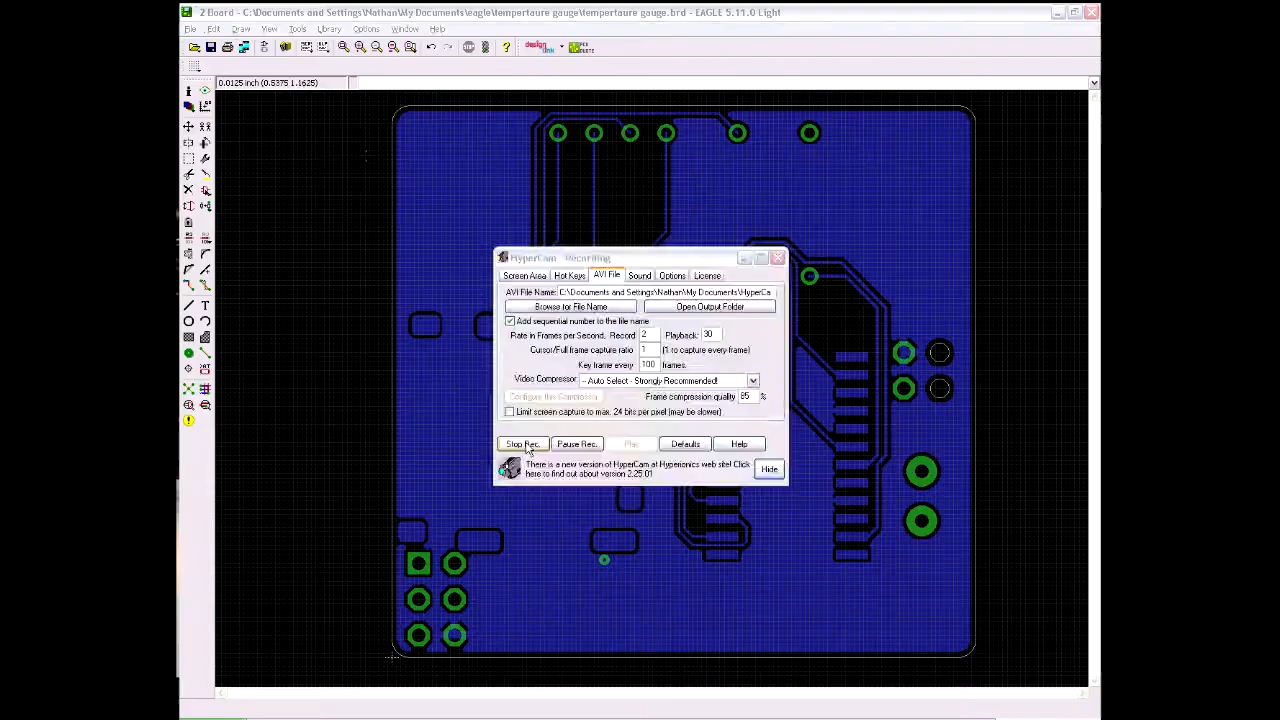 2 Board - C:\Documents and Settings\Nathan\My Documents\eagle\tempertaure gauge\tempertaure gauge.brd - EAGLE 5.11.0 Light
File Edit Draw View Tools Library Options Window Help
0.0125 inch (0.5375 1.1625)
HyperCam - Recording
Screen Area Hot Keys AVI File Sound Options License
AVI File Name: C:\Documents and Settings\Nathan\My Documents\HyperCa
Browse for File Name Open Output Folder
Add sequential number to the file name
Rate in Frames per Second. Record 2 Playback: 30
Cursor/Full frame capture ratio 1 (1 to capture every frame)
Key frame every 100 frames.
Video Compressor -- Auto Select - Strongly Recommended!
Configure this Compressor Frame compression quality 85 %
Limit screen capture to max. 24 bits per pixel (may be slower)
Stop Rec. Pause Rec. Play Defaults Help
There is a new version of HyperCam at Hyperionics web site! Click
here to find out about version 2.25.01
Hide